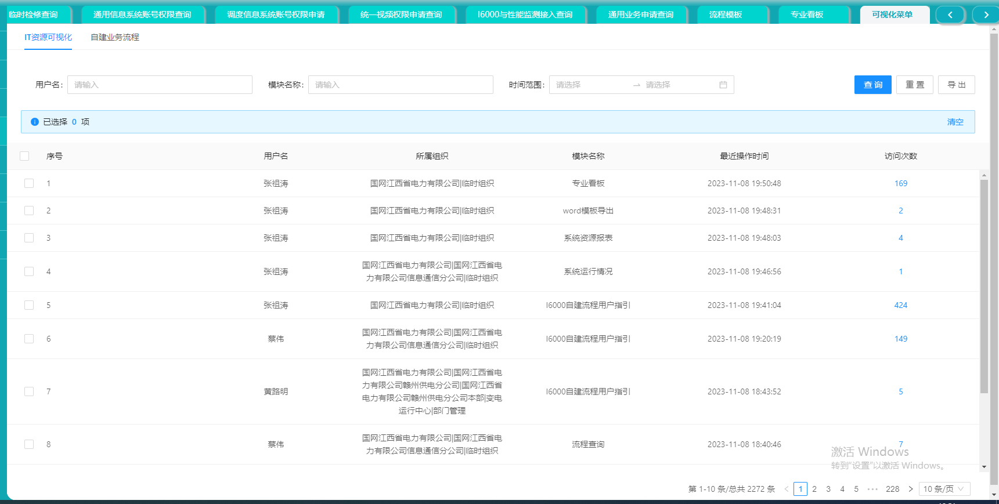 临时检修查询 通用信息系统账号权限查询 调度信息系统账号权限申请 统一视频权限申请查询 I6000与性能监测接入查询 通用业务申请查询 流程模板 专业看板 可视化菜单
IT资源可视化 自建业务流程
用户名: 请输入 模块名称: 请输入 时间范围: 请选择 → 请选择 查 询 重 置 导 出
已选择 0 项 清空
序号 用户名 所属组织 模块名称 最近操作时间 访问次数
1 张祖涛 国网江西省电力有限公司|临时组织 专业看板 2023-11-08 19:50:48 169
2 张祖涛 国网江西省电力有限公司|临时组织 word模板导出 2023-11-08 19:48:31 2
3 张祖涛 国网江西省电力有限公司|临时组织 系统资源报表 2023-11-08 19:48:03 4
国网江西省电力有限公司|国网江西省电
4 张祖涛 力有限公司信息通信分公司|临时组织 系统运行情况 2023-11-08 19:46:56 1
5 张祖涛 国网江西省电力有限公司|临时组织 I6000自建流程用户指引 2023-11-08 19:41:04 424
国网江西省电力有限公司|国网江西省电
6 蔡伟 力有限公司信息通信分公司|临时组织 I6000自建流程用户指引 2023-11-08 19:20:19 149
国网江西省电力有限公司|国网江西省电
力有限公司赣州供电分公司|国网江西省
7 黄路明 电力有限公司赣州供电分公司本部|变电 I6000自建流程用户指引 2023-11-08 18:43:52 5
运行中心|部门管理
国网江西省电力有限公司|国网江西省电
8 蔡伟 力有限公司信息通信分公司|临时组织 流程查询 2023-11-08 18:40:46 7
激活 Windows
转到"设置"以激活 Windows。
第 1-10 条/总共 2272 条 < 1 2 3 4 5 ••• 228 > 10 条/页